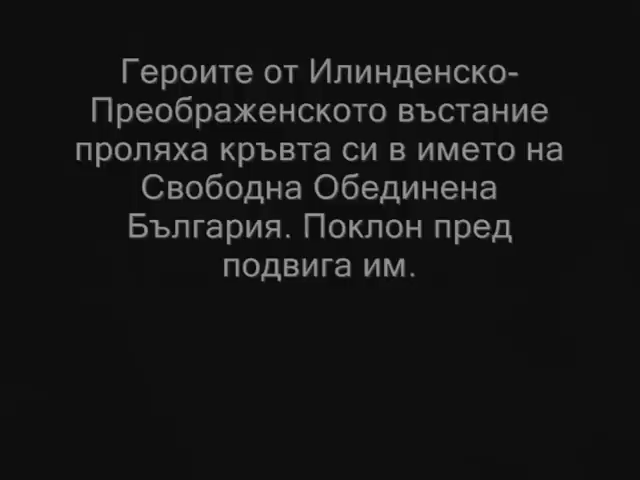 Героите от Илинденско-
Преображенското въстание
проляха кръвта си в името на
Свободна Обединена
България. Поклон пред
подвига им.